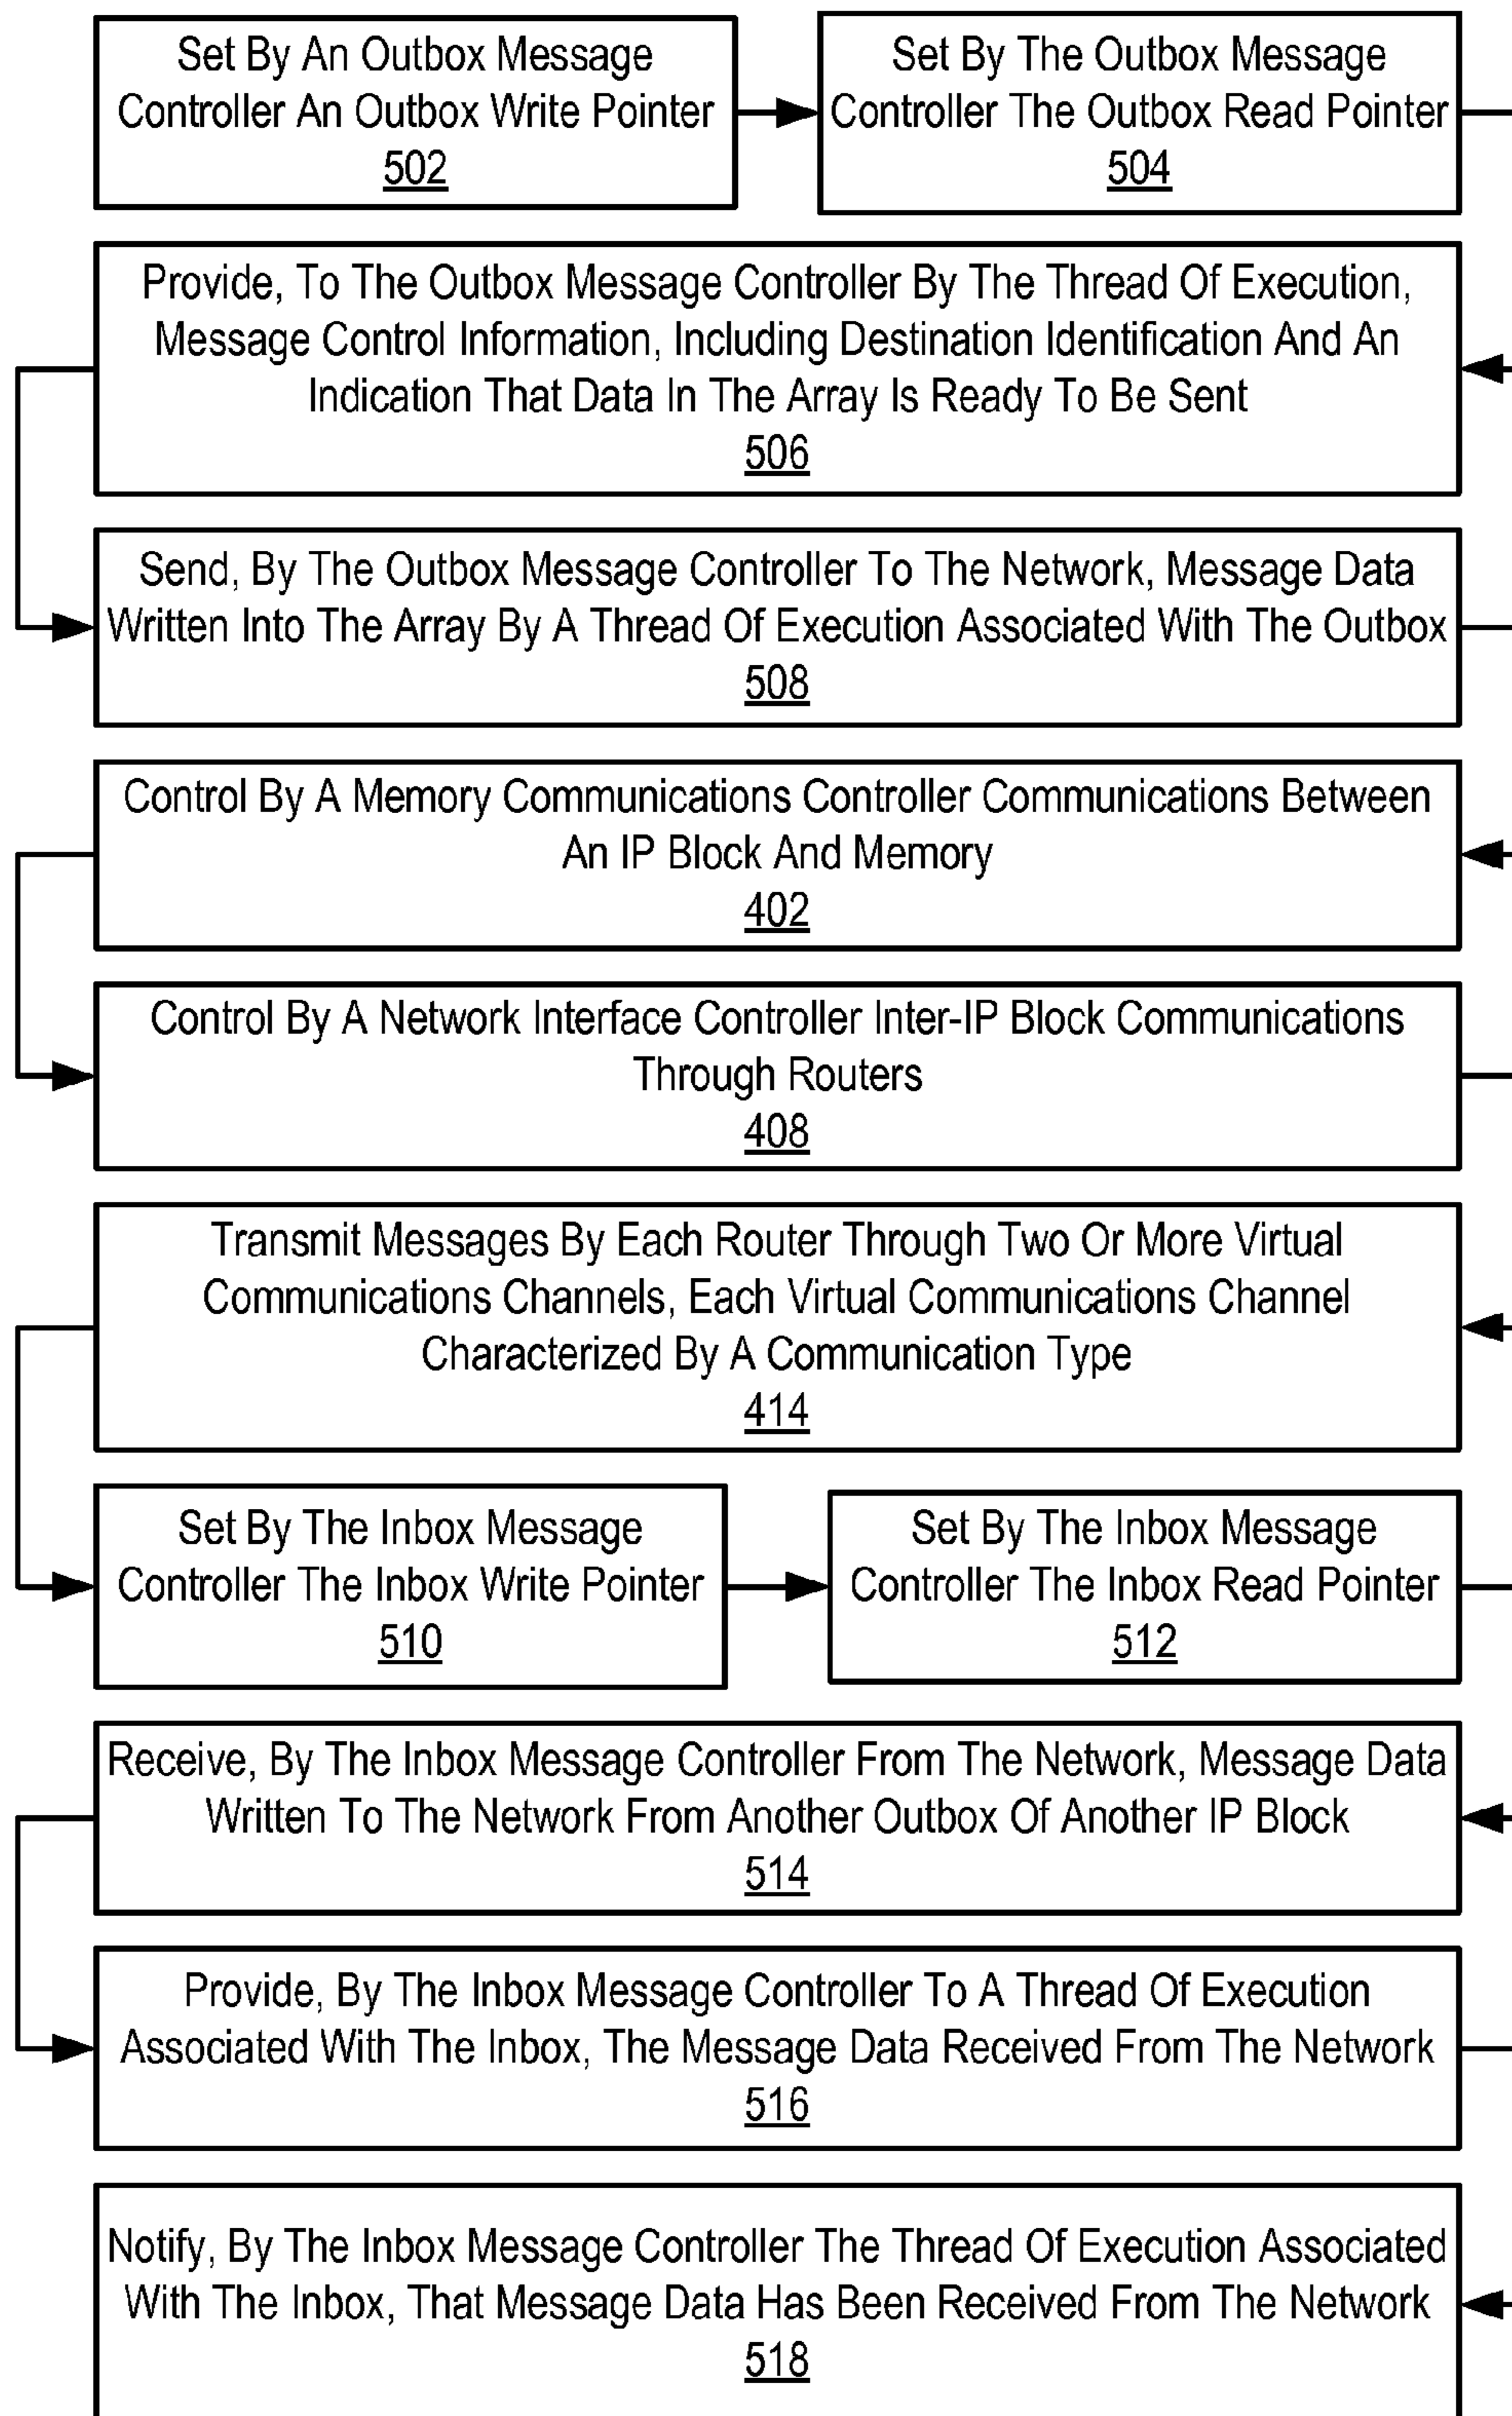 Set By An Outbox Message
Controller An Outbox Write Pointer
502
Set By The Outbox Message
Controller The Outbox Read Pointer
504
Provide, To The Outbox Message Controller By The Thread Of Execution,
Message Control Information, Including Destination Identification And An
Indication That Data In The Array Is Ready To Be Sent
506
Send, By The Outbox Message Controller To The Network, Message Data
Written Into The Array By A Thread Of Execution Associated With The Outbox
508
Control By A Memory Communications Controller Communications Between
An IP Block And Memory
402
Control By A Network Interface Controller Inter-IP Block Communications
Through Routers
408
Transmit Messages By Each Router Through Two Or More Virtual
Communications Channels, Each Virtual Communications Channel
Characterized By A Communication Type
414
Set By The Inbox Message
Controller The Inbox Write Pointer
510
Set By The Inbox Message
Controller The Inbox Read Pointer
512
Receive, By The Inbox Message Controller From The Network, Message Data
Written To The Network From Another Outbox Of Another IP Block
514
Provide, By The Inbox Message Controller To A Thread Of Execution
Associated With The Inbox, The Message Data Received From The Network
516
Notify, By The Inbox Message Controller The Thread Of Execution Associated
With The Inbox, That Message Data Has Been Received From The Network
518